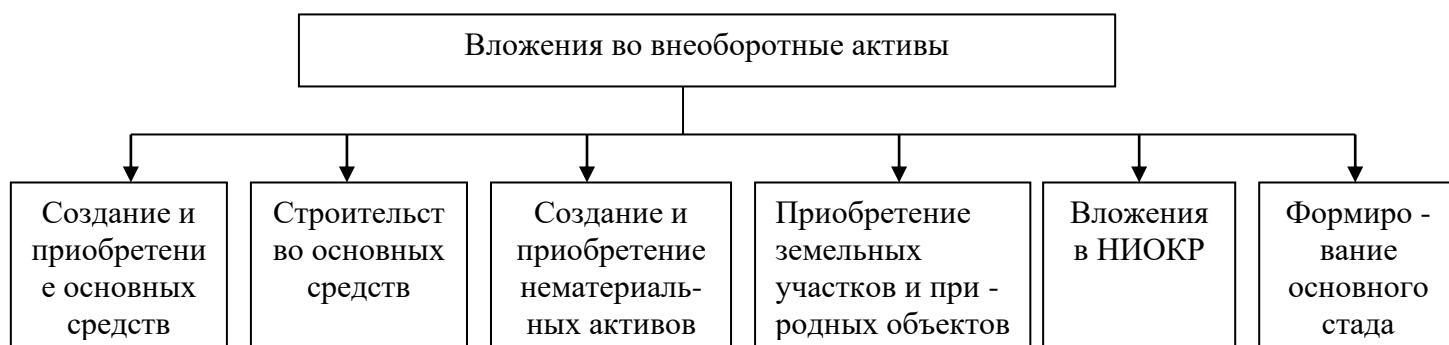 Вложения во внеоборотные активы
Создание и
приобретени
е основных
средств
Строительст
во основных
средств
Создание и
приобретение
нематериаль-
ных активов
Приобретение
земельных
участков и при -
родных объектов
Вложения
в НИОКР
Формиро -
вание
основного
стада